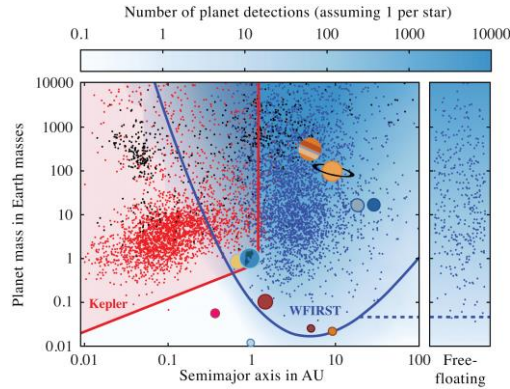 Number of planet detections (assuming 1 per star)
0.1 1 10 100 1000 10000
10000
1000
100
10
1
0.1
0.01
Planet mass in Earth masses
Kepler
WFIRST
0.01 0.1 1 10 100
Semimajor axis in AU
Free-
floating